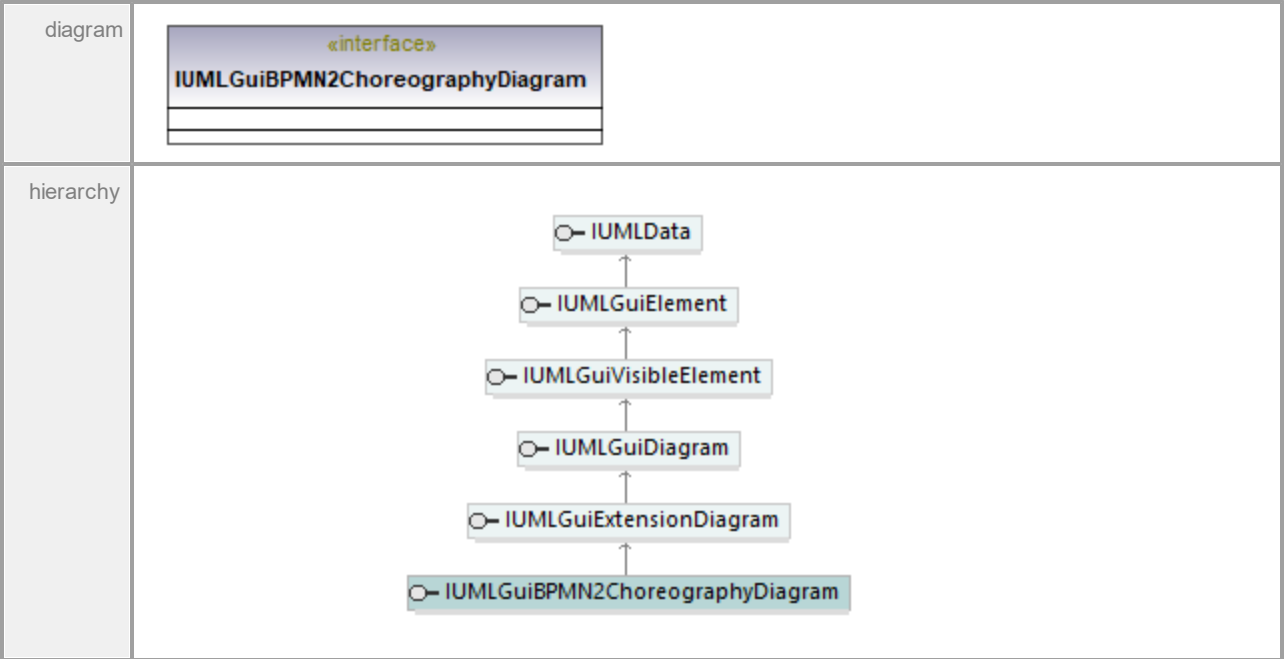 diagram
«interface»
IUMLGuiBPMN2ChoreographyDiagram
hierarchy
IUMLData
IUMLGuiElement
IUMLGuiVisibleElement
IUMLGuiDiagram
IUMLGuiExtensionDiagram
IUMLGuiBPMN2ChoreographyDiagram